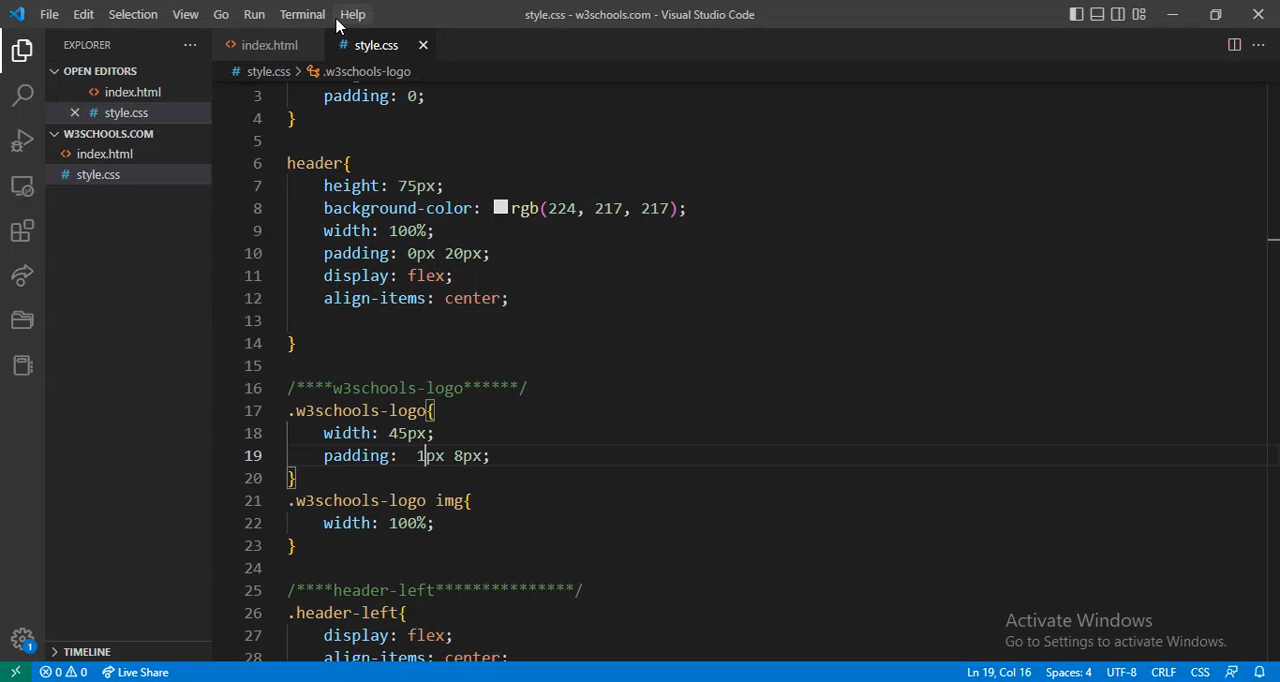 File Edit Selection View Go Run Terminal Help
style.css - w3schools.com - Visual Studio Code
EXPLORER
index.html
style.css
OPEN EDITORS
index.html
style.css
W3SCHOOLS.COM
index.html
style.css
TIMELINE
style.css > .w3schools-logo
3 padding: 0;
4 }
5
6 header{
7 height: 75px;
8 background-color: rgb(224, 217, 217);
9 width: 100%;
10 padding: 0px 20px;
11 display: flex;
12 align-items: center;
13
14 }
15
16 /****w3schools-logo******/
17 .w3schools-logo{
18 width: 45px;
19 padding:  1px 8px;
20 }
21 .w3schools-logo img{
22 width: 100%;
23 }
24
25 /****header-left***************/
26 .header-left{
27 display: flex;
28 align-items: center;
Activate Windows
Go to Settings to activate Windows.
1
0 0 Live Share
Ln 19, Col 16 Spaces: 4 UTF-8 CRLF CSS